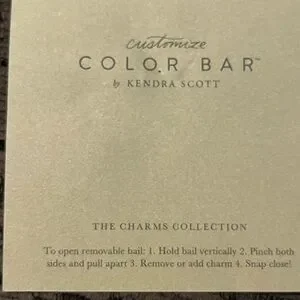 customize
COLOR BAR™
by KENDRA SCOTT
THE CHARMS COLLECTION
To open removable bail: 1. Hold bail vertically 2. Pinch both
sides and pull apart 3. Remove or add charm 4. Snap close!